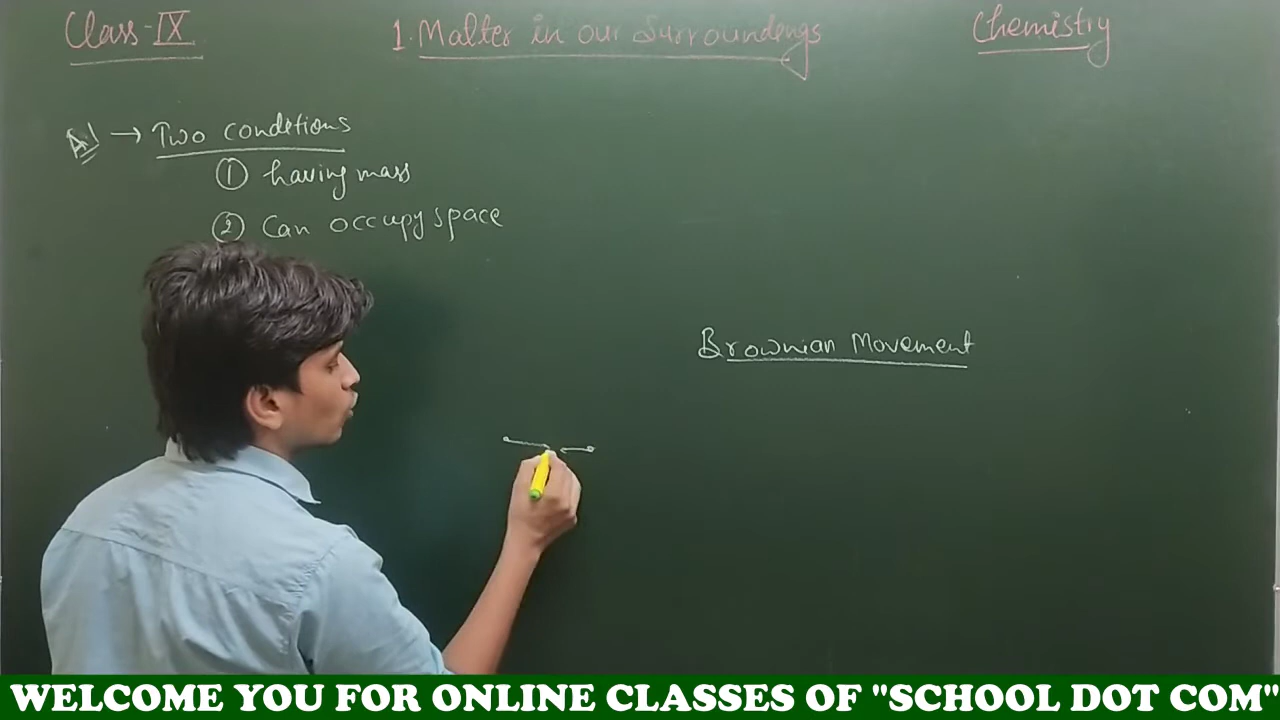 Class-IX
1. Matter in our Surroundings
Chemistry
A1 → Two conditions
① having mass
② Can occupy space
Brownian Movement
WELCOME YOU FOR ONLINE CLASSES OF "SCHOOL DOT COM"